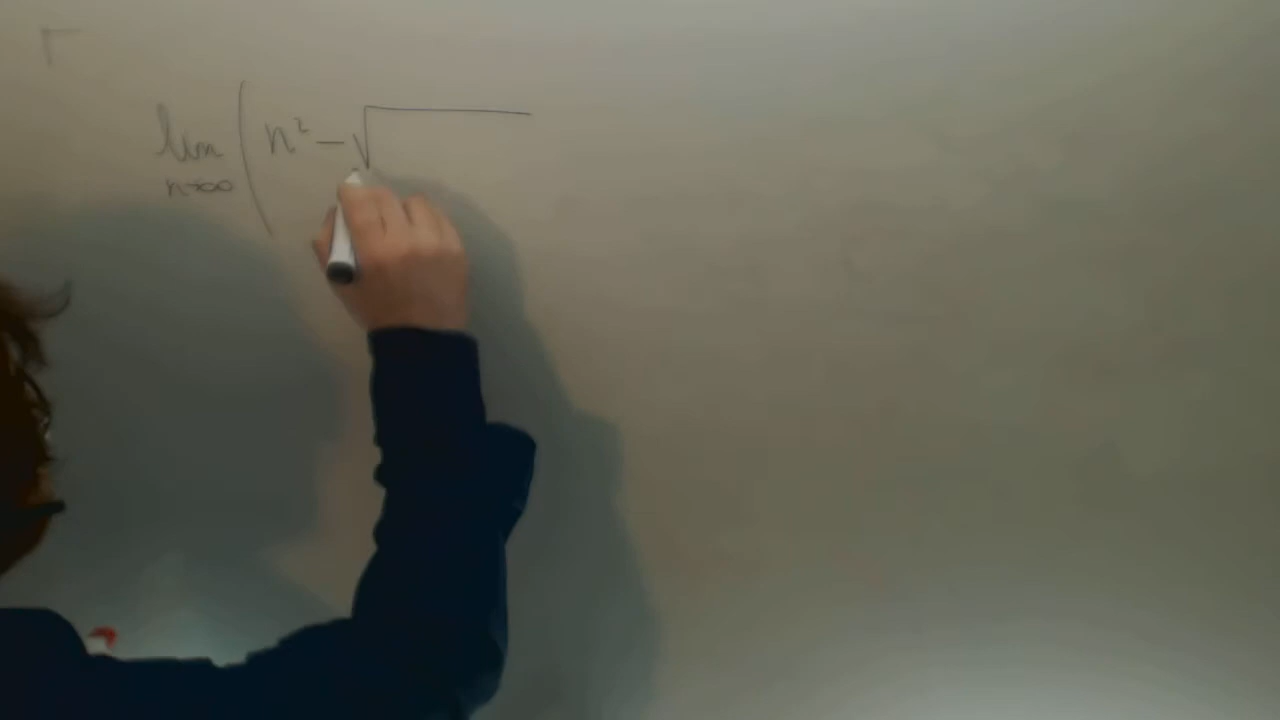 lim n→∞ ( n² − √